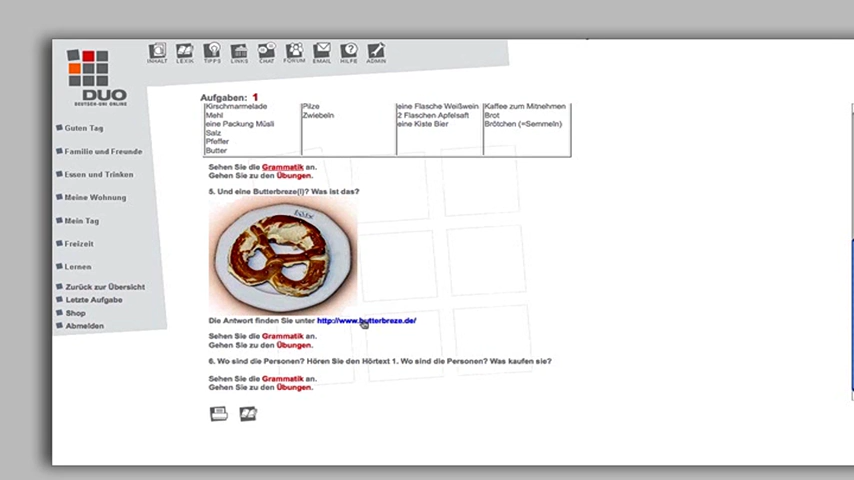 INHALT LEXIK TIPPS LINKS CHAT FORUM EMAIL HILFE ADMIN
DUO
DEUTSCH-UNI ONLINE
Guten Tag
Familie und Freunde
Essen und Trinken
Meine Wohnung
Mein Tag
Freizeit
Lernen
Zurück zur Übersicht
Letzte Aufgabe
Shop
Abmelden
Aufgaben: 1
Kirschmarmelade Pilze eine Flasche Weißwein Kaffee zum Mitnehmen
Mehl Zwiebeln 2 Flaschen Apfelsaft Brot
eine Packung Müsli eine Kiste Bier Brötchen (=Semmeln)
Salz
Pfeffer
Butter
Sehen Sie die Grammatik an.
Gehen Sie zu den Übungen.
5. Und eine Butterbreze(l)? Was ist das?
Die Antwort finden Sie unter http://www.butterbreze.de/
Sehen Sie die Grammatik an.
Gehen Sie zu den Übungen.
6. Wo sind die Personen? Hören Sie den Hörtext 1. Wo sind die Personen? Was kaufen sie?
Sehen Sie die Grammatik an.
Gehen Sie zu den Übungen.